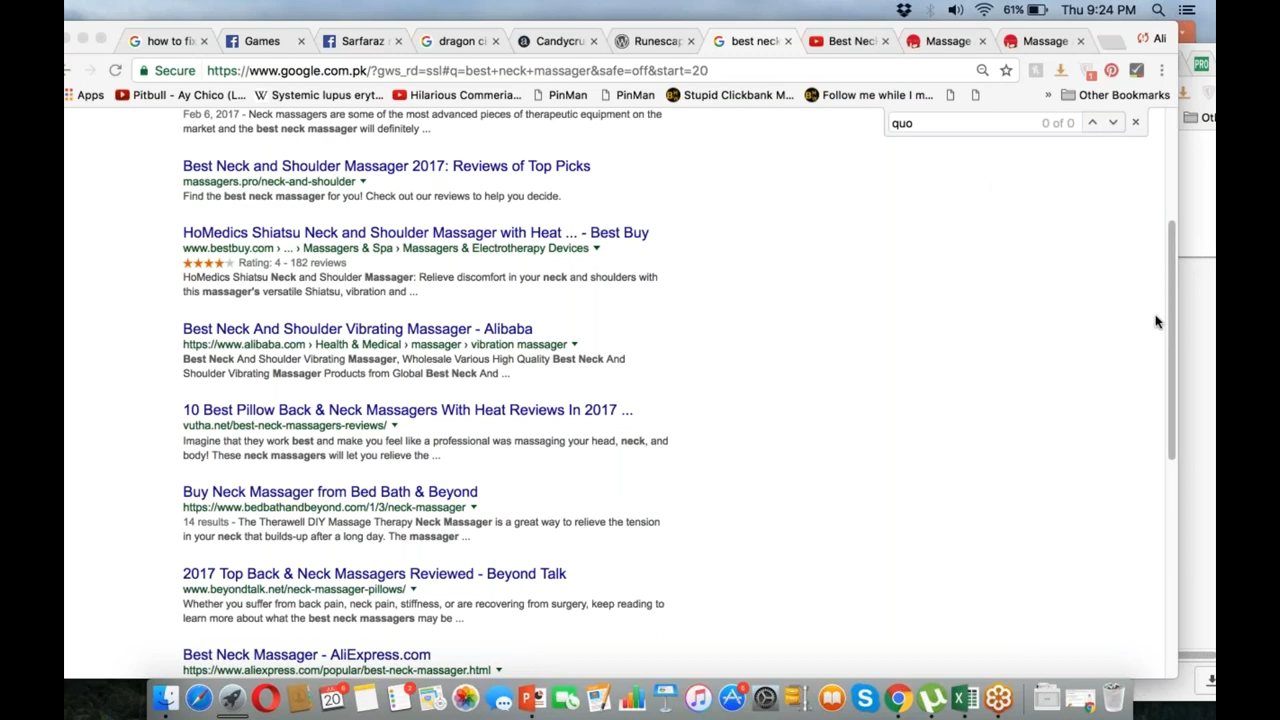 61% Thu 9:24 PM
how to fix
Games
Sarfaraz
dragon ci
Candycru
Runescap
best neck
Best Neck
Massage
Massage
Ali
Secure https://www.google.com.pk/?gws_rd=ssl#q=best+neck+massager&safe=off&start=20
PRO
Apps
Pitbull - Ay Chico (L...
Systemic lupus eryt...
Hilarious Commeria...
PinMan
PinMan
Stupid Clickbank M...
Follow me while I m...
» Other Bookmarks
quo 0 of 0
Feb 6, 2017 - Neck massagers are some of the most advanced pieces of therapeutic equipment on the
market and the best neck massager will definitely ...
Best Neck and Shoulder Massager 2017: Reviews of Top Picks
massagers.pro/neck-and-shoulder
Find the best neck massager for you! Check out our reviews to help you decide.
HoMedics Shiatsu Neck and Shoulder Massager with Heat ... - Best Buy
www.bestbuy.com › ... › Massagers & Spa › Massagers & Electrotherapy Devices
Rating: 4 - 182 reviews
HoMedics Shiatsu Neck and Shoulder Massager: Relieve discomfort in your neck and shoulders with
this massager's versatile Shiatsu, vibration and ...
Best Neck And Shoulder Vibrating Massager - Alibaba
https://www.alibaba.com › Health & Medical › massager › vibration massager
Best Neck And Shoulder Vibrating Massager, Wholesale Various High Quality Best Neck And
Shoulder Vibrating Massager Products from Global Best Neck And ...
10 Best Pillow Back & Neck Massagers With Heat Reviews In 2017 ...
vutha.net/best-neck-massagers-reviews/
Imagine that they work best and make you feel like a professional was massaging your head, neck, and
body! These neck massagers will let you relieve the ...
Buy Neck Massager from Bed Bath & Beyond
https://www.bedbathandbeyond.com/1/3/neck-massager
14 results - The Therawell DIY Massage Therapy Neck Massager is a great way to relieve the tension
in your neck that builds-up after a long day. The massager ...
2017 Top Back & Neck Massagers Reviewed - Beyond Talk
www.beyondtalk.net/neck-massager-pillows/
Whether you suffer from back pain, neck pain, stiffness, or are recovering from surgery, keep reading to
learn more about what the best neck massagers may be ...
Best Neck Massager - AliExpress.com
https://www.aliexpress.com/popular/best-neck-massager.html
20